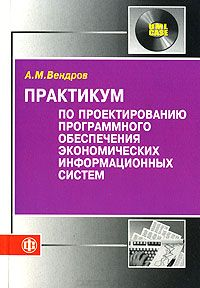 UML
CASE
А.М.Вендров
ПРАКТИКУМ
ПО ПРОЕКТИРОВАНИЮ
ПРОГРАММНОГО
ОБЕСПЕЧЕНИЯ
ЭКОНОМИЧЕСКИХ
ИНФОРМАЦИОННЫХ
СИСТЕМ